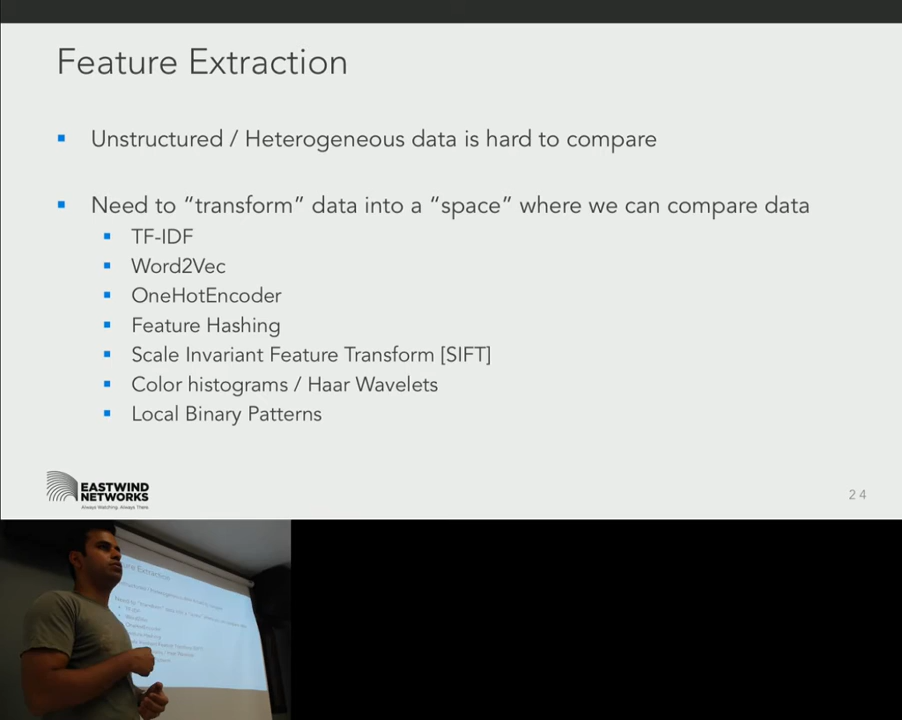 Feature Extraction
Unstructured / Heterogeneous data is hard to compare
Need to “transform” data into a “space” where we can compare data
TF-IDF
Word2Vec
OneHotEncoder
Feature Hashing
Scale Invariant Feature Transform [SIFT]
Color histograms / Haar Wavelets
Local Binary Patterns
EASTWIND
NETWORKS
Always Watching. Always There.
24